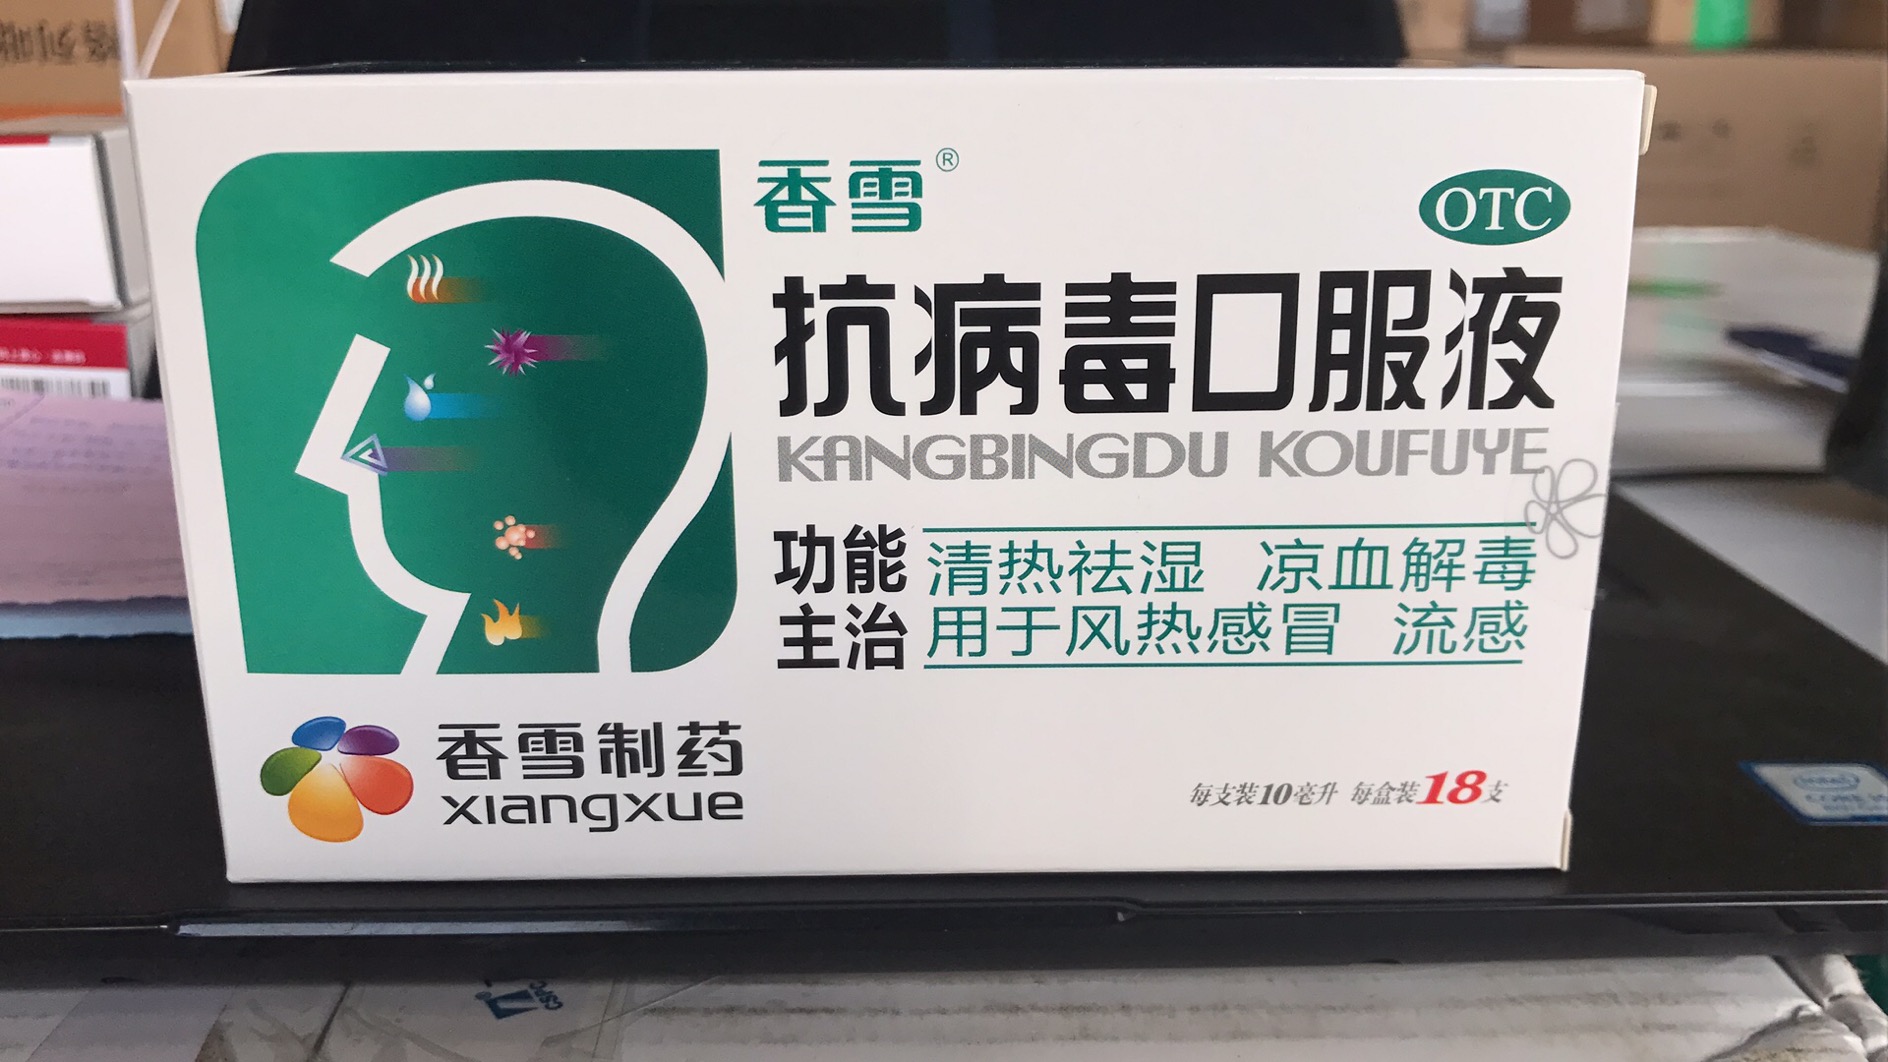 香雪®
OTC
抗病毒口服液
KANGBINGDU KOUFUYE
功能主治
清热祛湿 凉血解毒
用于风热感冒 流感
香雪制药
xiangxue
每支装10毫升 每盒装18支
CSPC